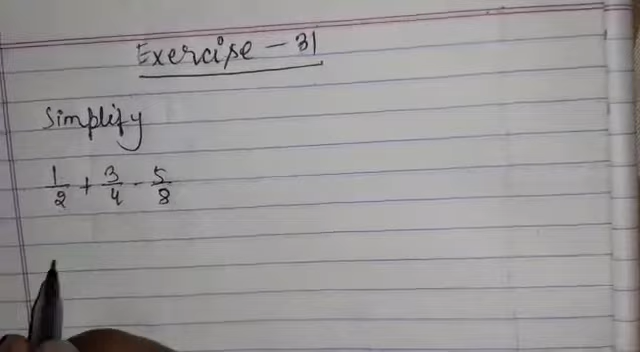 Exercise - 31
Simplify
1/2 + 3/4 - 5/8